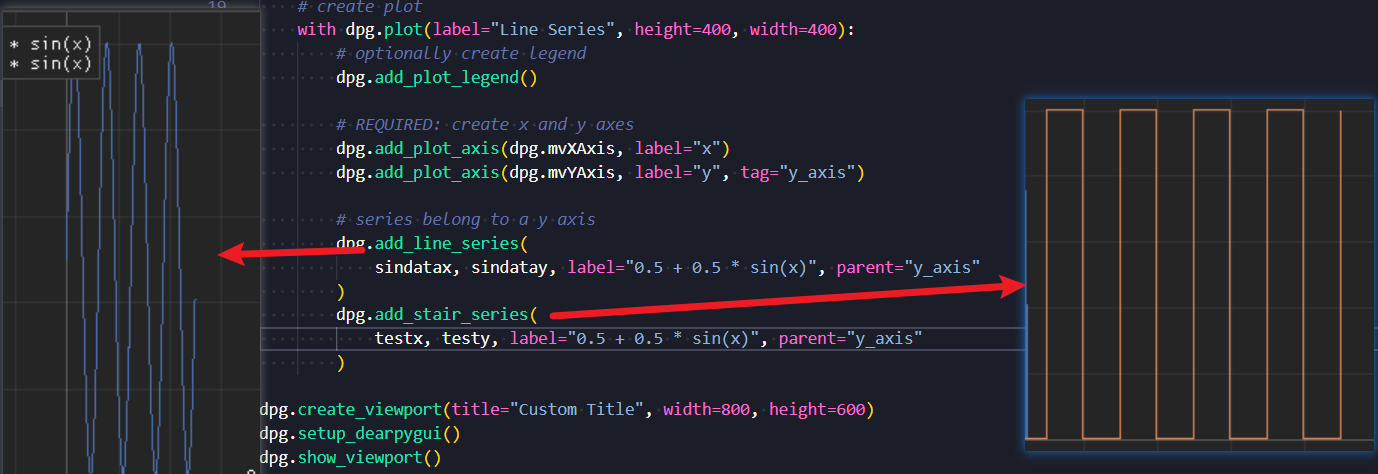 19
* sin(x)
* sin(x)
# create plot
with dpg.plot(label="Line Series", height=400, width=400):
# optionally create legend
dpg.add_plot_legend()
# REQUIRED: create x and y axes
dpg.add_plot_axis(dpg.mvXAxis, label="x")
dpg.add_plot_axis(dpg.mvYAxis, label="y", tag="y_axis")
# series belong to a y axis
dpg.add_line_series(
sindatax, sindatay, label="0.5 + 0.5 * sin(x)", parent="y_axis"
)
dpg.add_stair_series(
testx, testy, label="0.5 + 0.5 * sin(x)", parent="y_axis"
)
dpg.create_viewport(title="Custom Title", width=800, height=600)
dpg.setup_dearpygui()
dpg.show_viewport()